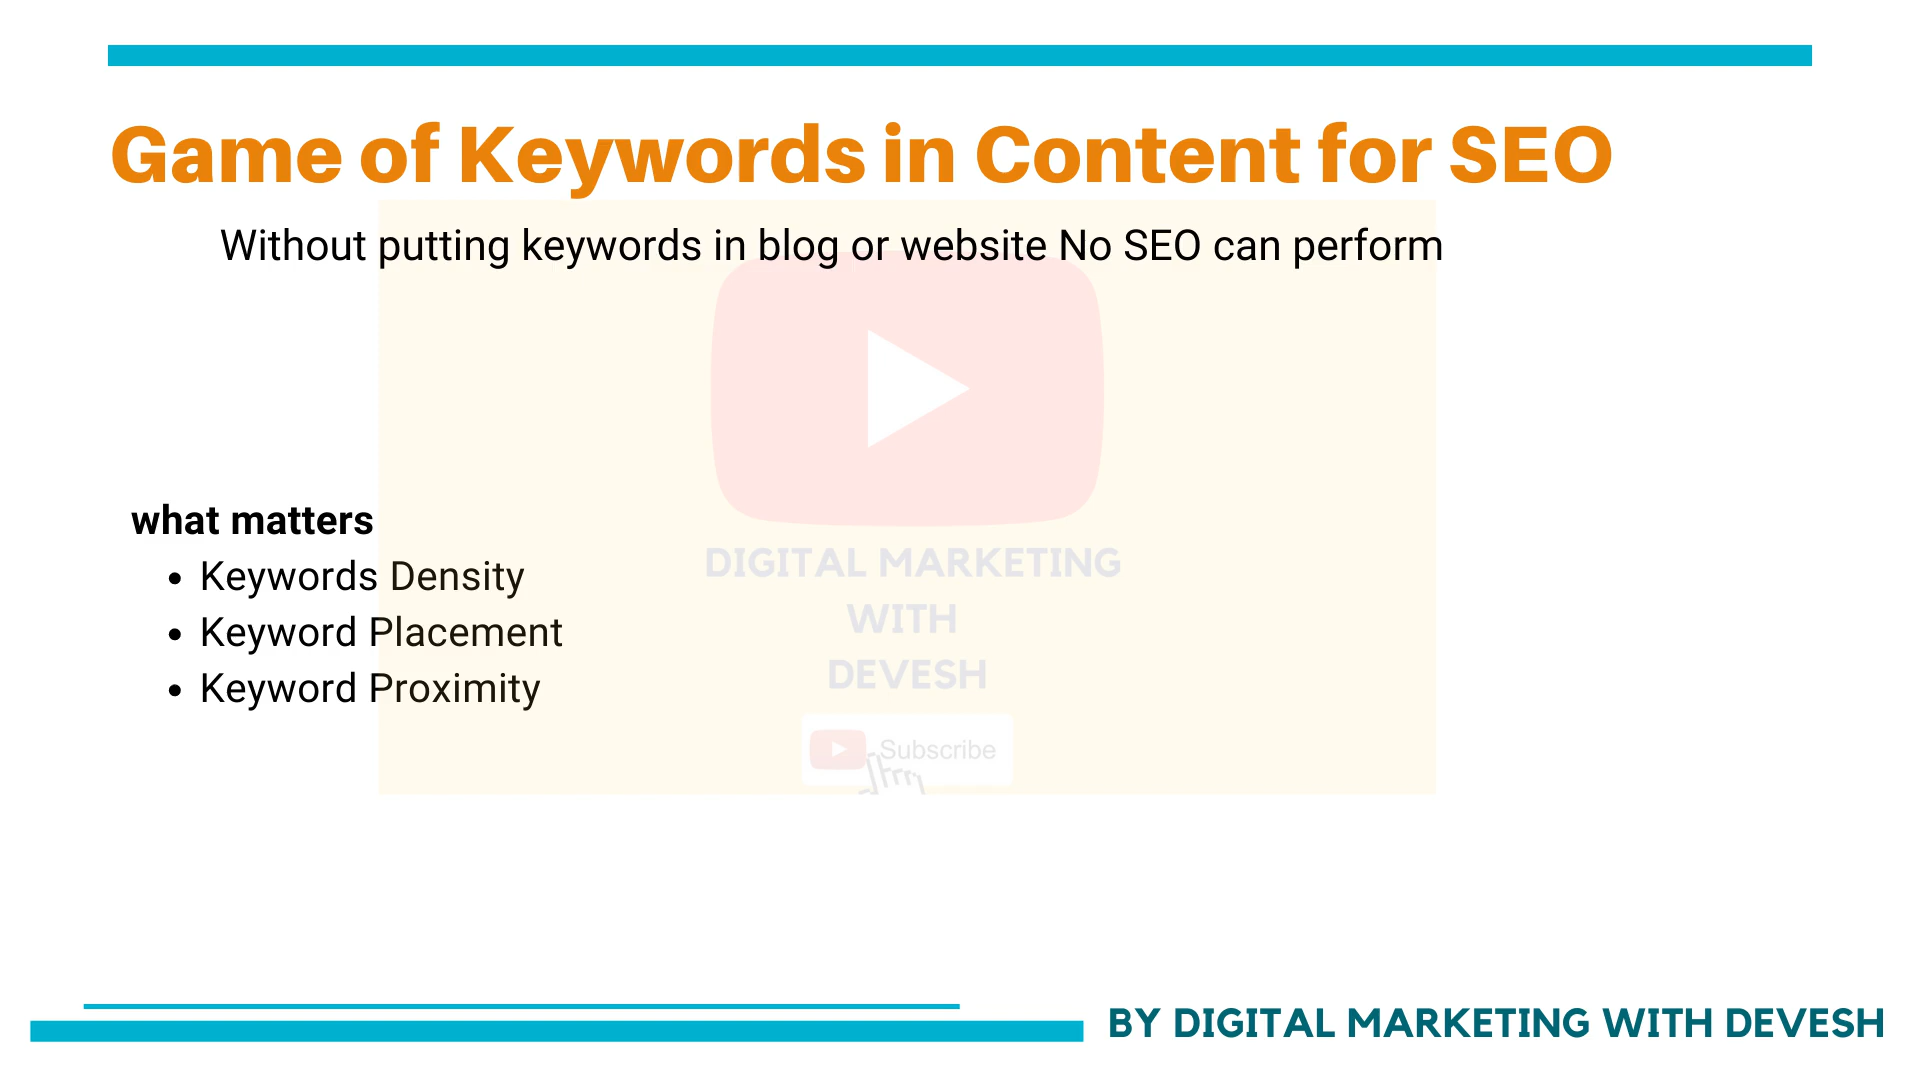 Game of Keywords in Content for SEO
Without putting keywords in blog or website No SEO can perform
what matters
• Keywords Density
• Keyword Placement
• Keyword Proximity
DIGITAL MARKETING
WITH
DEVESH
Subscribe
BY DIGITAL MARKETING WITH DEVESH